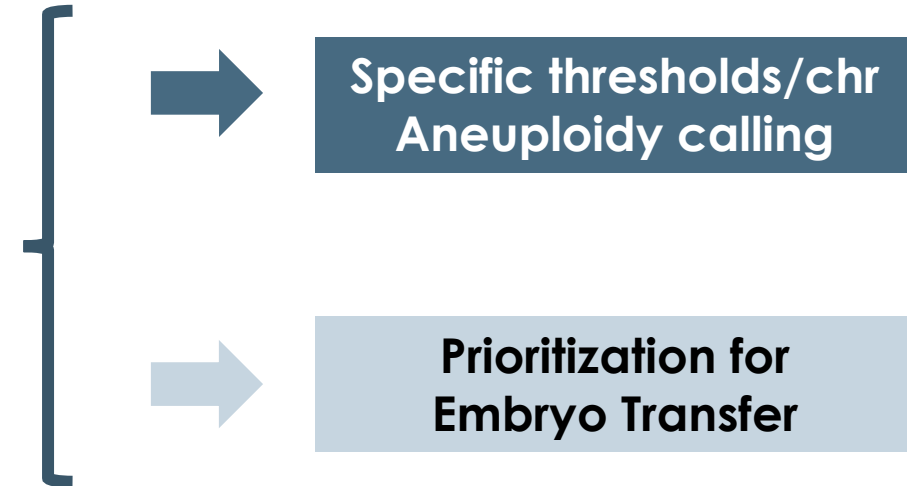 Specific thresholds/chr
Aneuploidy calling
Prioritization for
Embryo Transfer